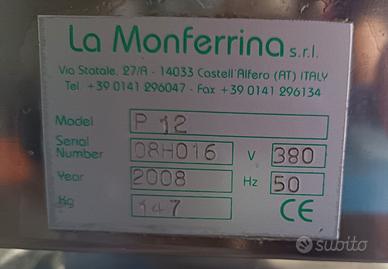 La Monferrina s.r.l.
Via Statale, 27/A - 14033 Castell'Alfero (AT) ITALY
Tel. +39 0141 296047 - Fax +39 0141 296134
Model P 12
Serial Number 08H016 V 380
Year 2008 Hz 50
Kg 147 CE
subito